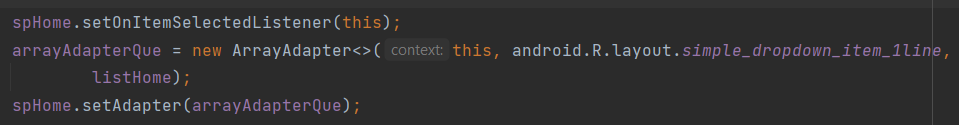 spHome.setOnItemSelectedListener(this);
arrayAdapterQue = new ArrayAdapter<>( context: this, android.R.layout.simple_dropdown_item_1line,
listHome);
spHome.setAdapter(arrayAdapterQue);